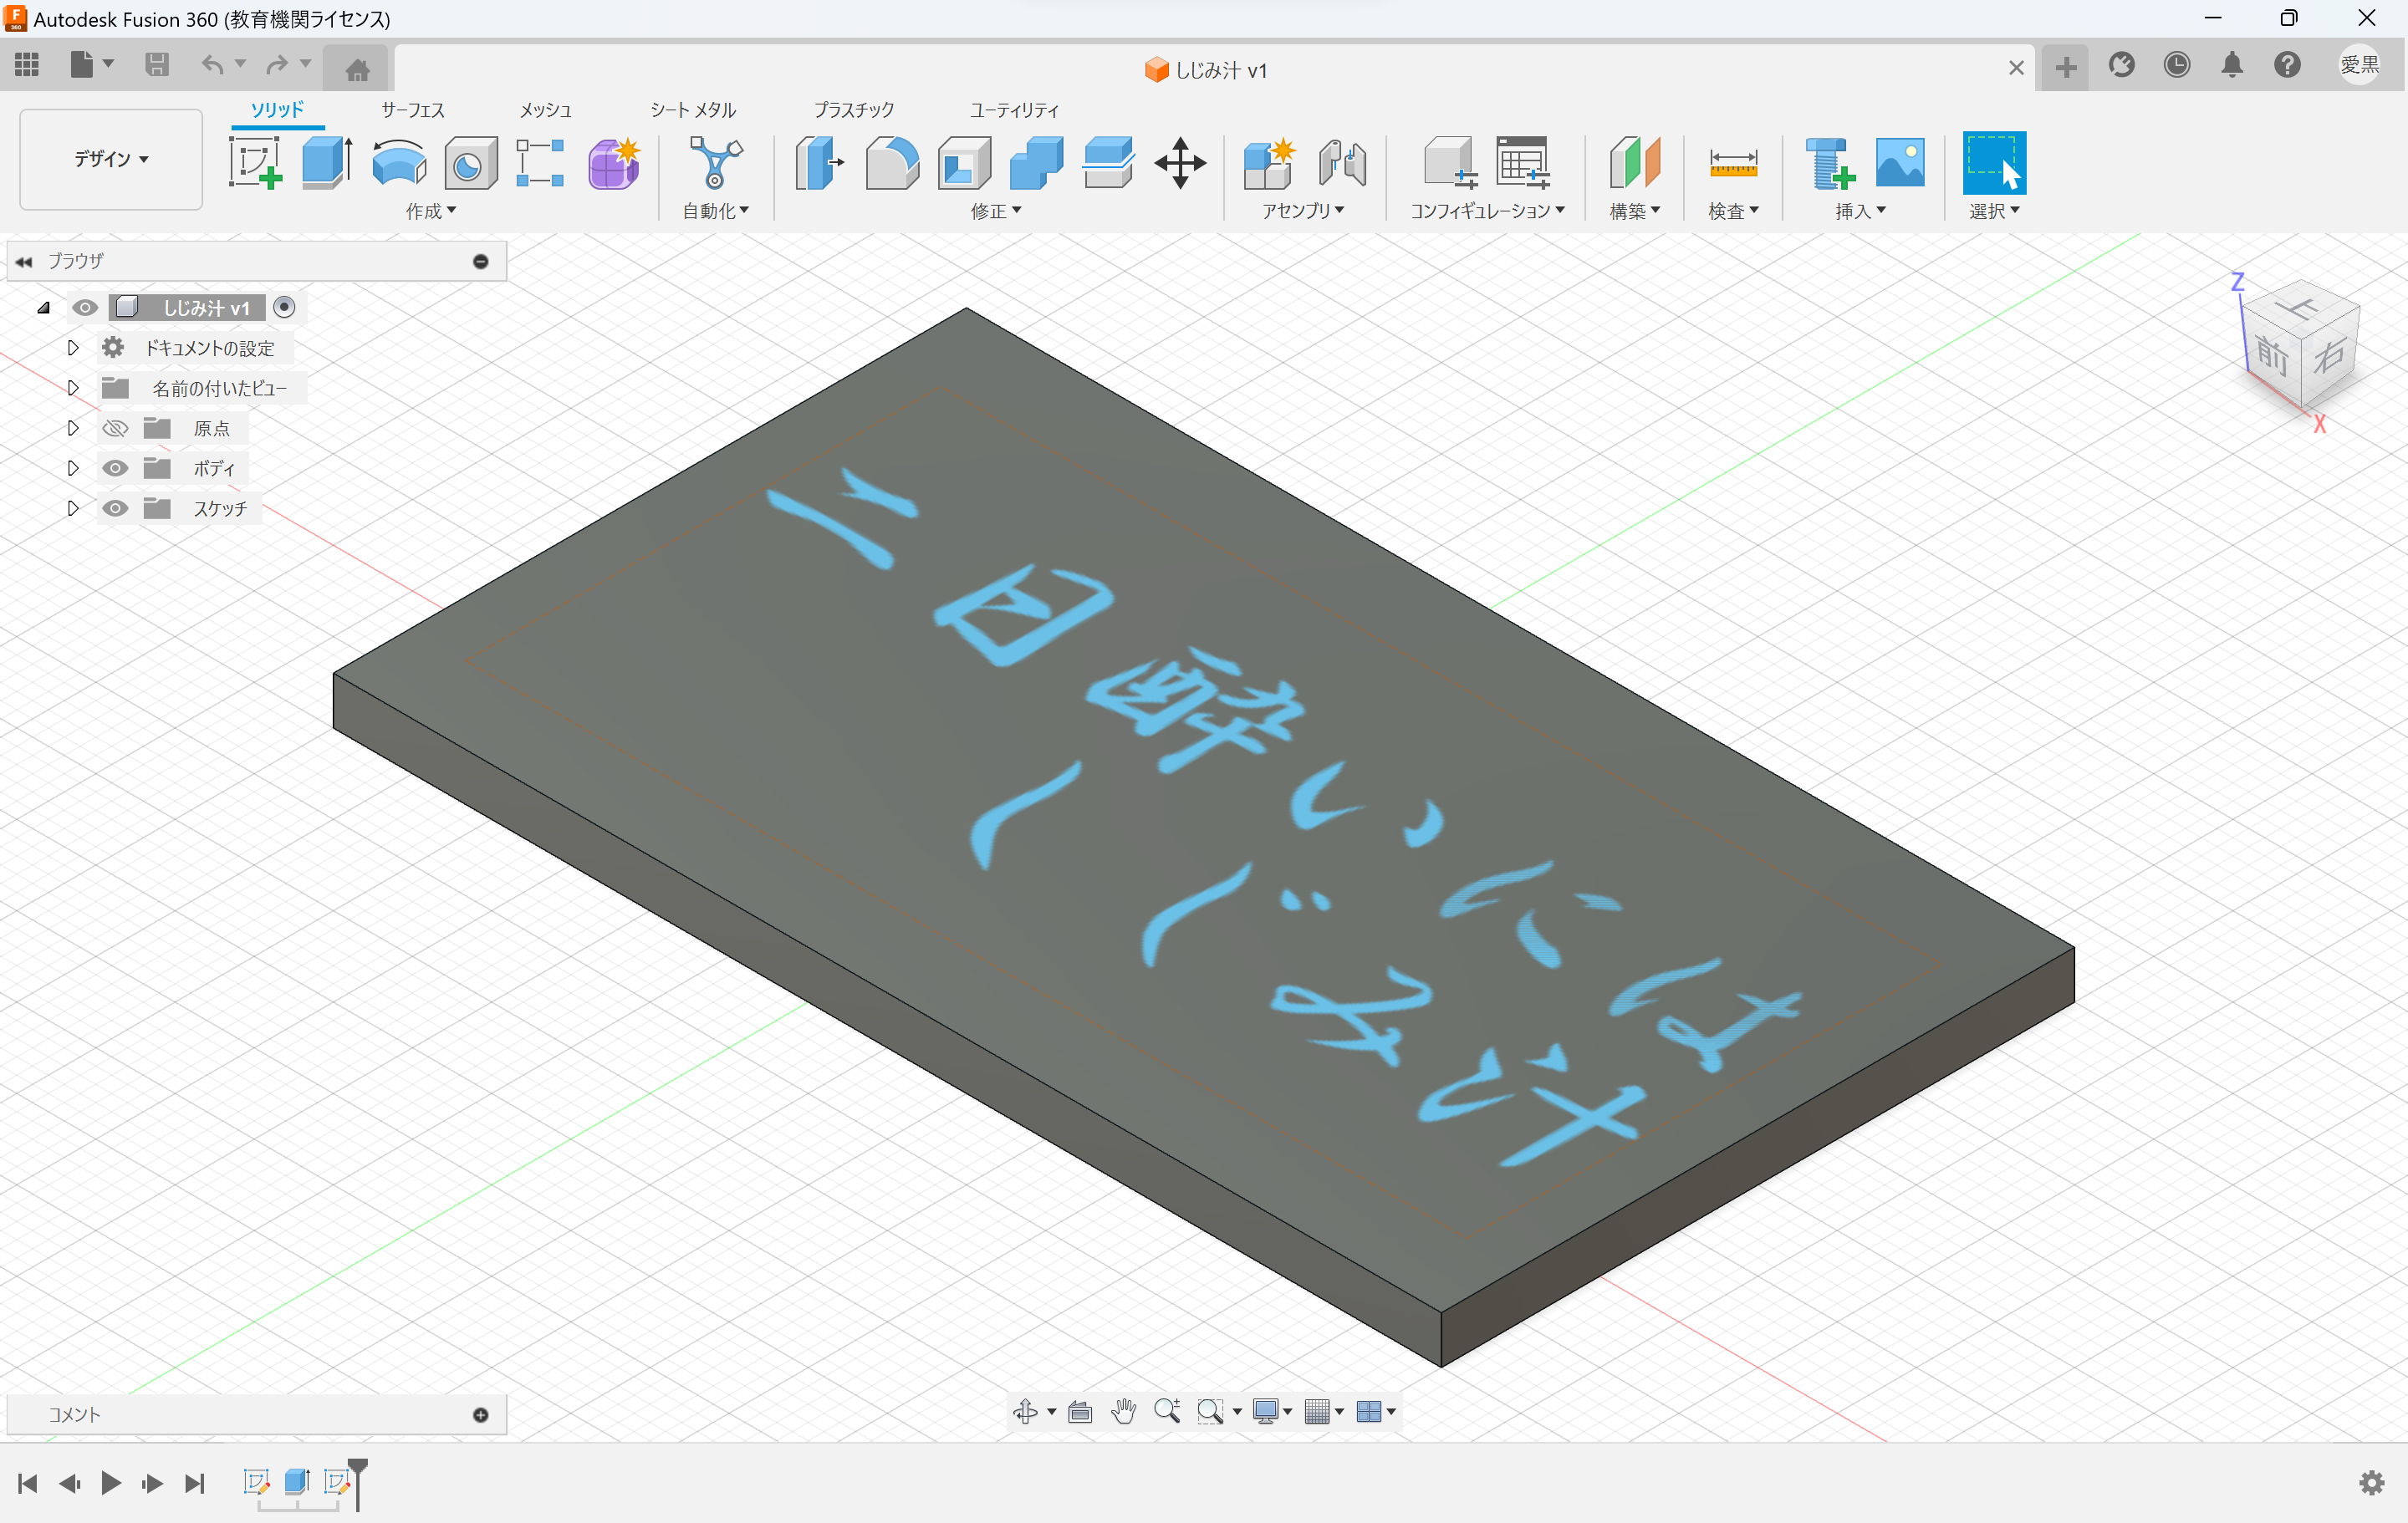 Autodesk Fusion 360 (教育機関ライセンス)
しじみ汁 v1
愛黒
デザイン
ソリッド サーフェス メッシュ シート メタル プラスチック ユーティリティ
作成 自動化 修正 アセンブリ コンフィギュレーション 構築 検査 挿入 選択
ブラウザ
しじみ汁 v1
ドキュメントの設定
名前の付いたビュー
原点
ボディ
スケッチ
Z
上
前
右
X
二日酔いには
しじみ汁
コメント